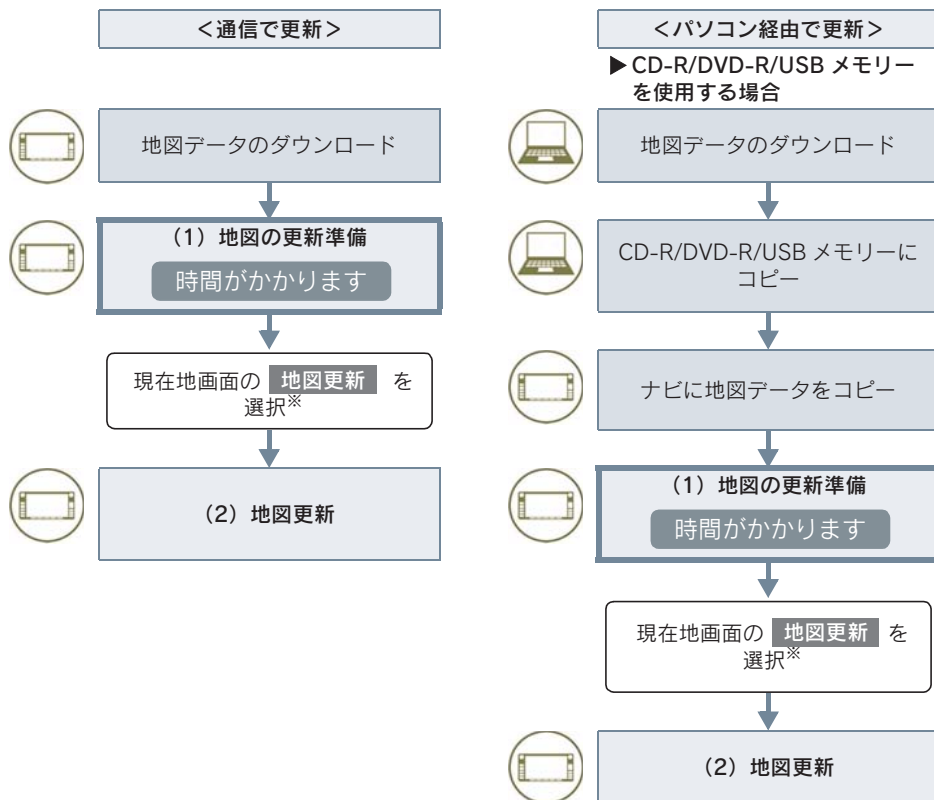 ＜通信で更新＞
地図データのダウンロード
（1）地図の更新準備
時間がかかります
現在地画面の 地図更新 を
選択※
（2）地図更新
＜パソコン経由で更新＞
▶CD-R/DVD-R/USB メモリー
を使用する場合
地図データのダウンロード
CD-R/DVD-R/USB メモリーに
コピー
ナビに地図データをコピー
（1）地図の更新準備
時間がかかります
現在地画面の 地図更新 を
選択※
（2）地図更新